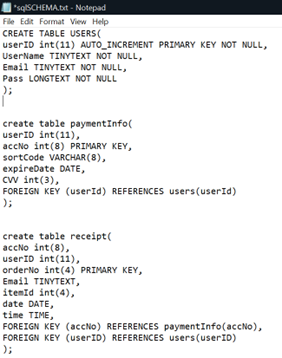 *sqlSCHEMA.txt - Notepad
File Edit Format View Help
CREATE TABLE USERS(
userID int(11) AUTO_INCREMENT PRIMARY KEY NOT NULL,
UserName TINYTEXT NOT NULL,
Email TINYTEXT NOT NULL,
Pass LONGTEXT NOT NULL
);
create table paymentInfo(
userID int(11),
accNo int(8) PRIMARY KEY,
sortCode VARCHAR(8),
expireDate DATE,
CVV int(3),
FOREIGN KEY (userId) REFERENCES users(userId)
);
create table receipt(
accNo int(8),
userID int(11),
orderNo int(4) PRIMARY KEY,
Email TINYTEXT,
itemId int(4),
date DATE,
time TIME,
FOREIGN KEY (accNo) REFERENCES paymentInfo(accNo),
FOREIGN KEY (userID) REFERENCES users(userID)
);